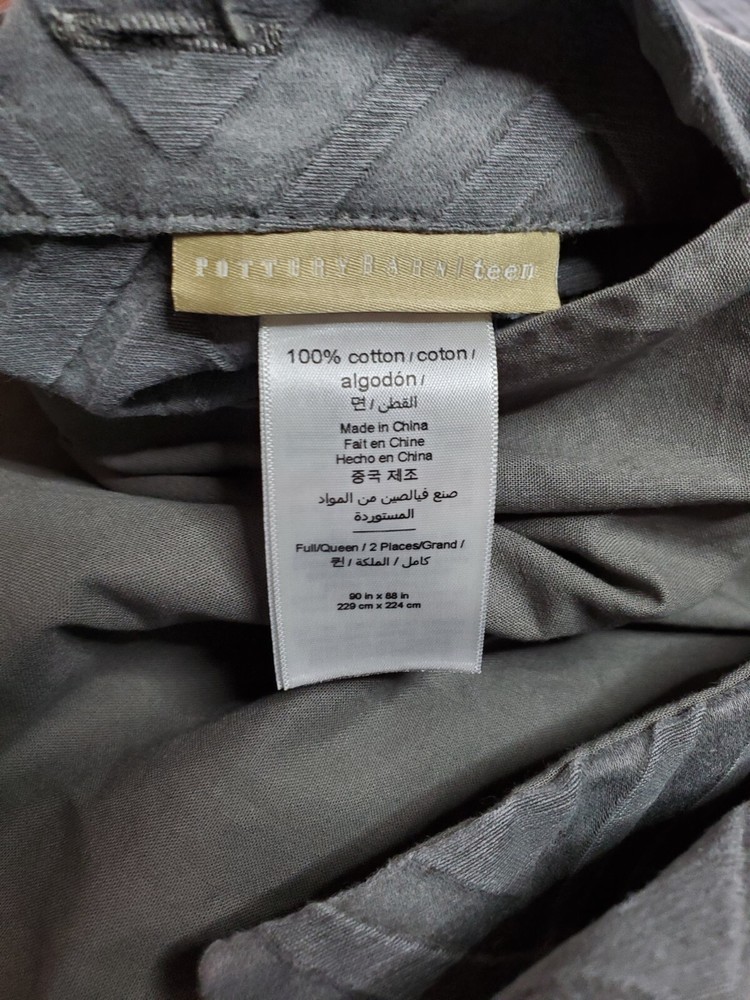 POTTERYBARN/teen
100% cotton / coton /
algodón /
면 / القطن
Made in China
Fait en Chine
Hecho en China
중국 제조
صنع فيالصين من المواد
المستوردة
Full/Queen / 2 Places/Grand /
퀸 / كامل / الملكة
90 in x 88 in
229 cm x 224 cm